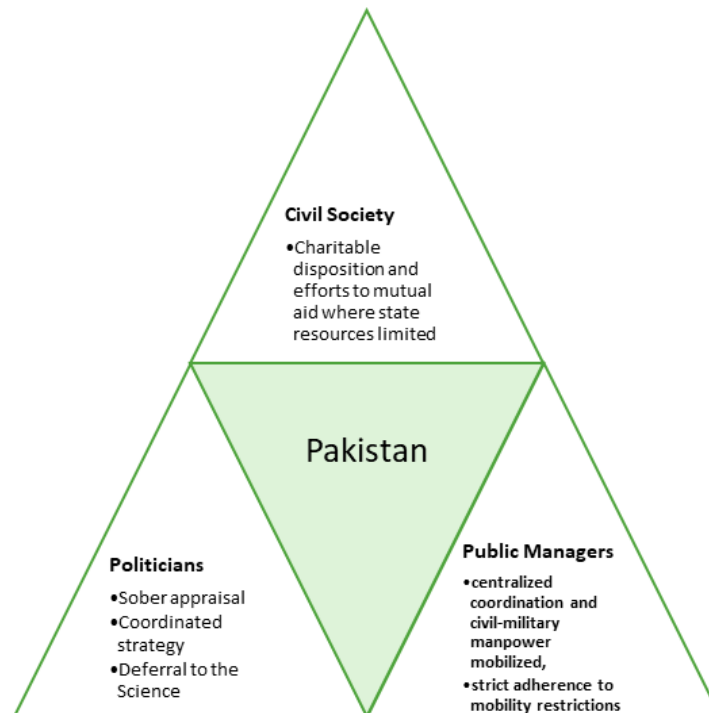 Civil Society
•Charitable
disposition and
efforts to mutual
aid where state
resources limited
Pakistan
Politicians
•Sober appraisal
•Coordinated
strategy
•Deferral to the
Science
Public Managers
•centralized
coordination and
civil-military
manpower
mobilized,
•strict adherence to
mobility restrictions